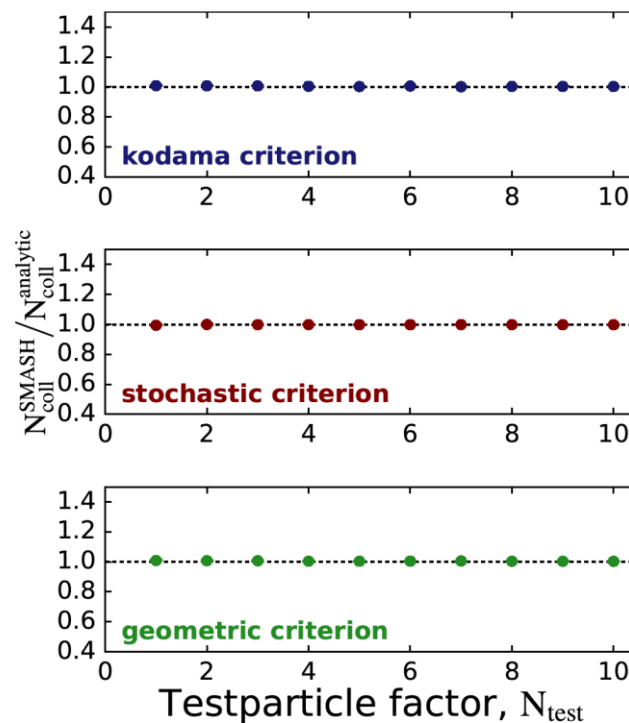 1.4
1.2
1.0
0.8
0.6
0.4
kodama criterion
0 2 4 6 8 10
N_coll^SMASH/N_coll^analytic
1.4
1.2
1.0
0.8
0.6
0.4
stochastic criterion
0 2 4 6 8 10
1.4
1.2
1.0
0.8
0.6
0.4
geometric criterion
0 2 4 6 8 10
Testparticle factor, N_test